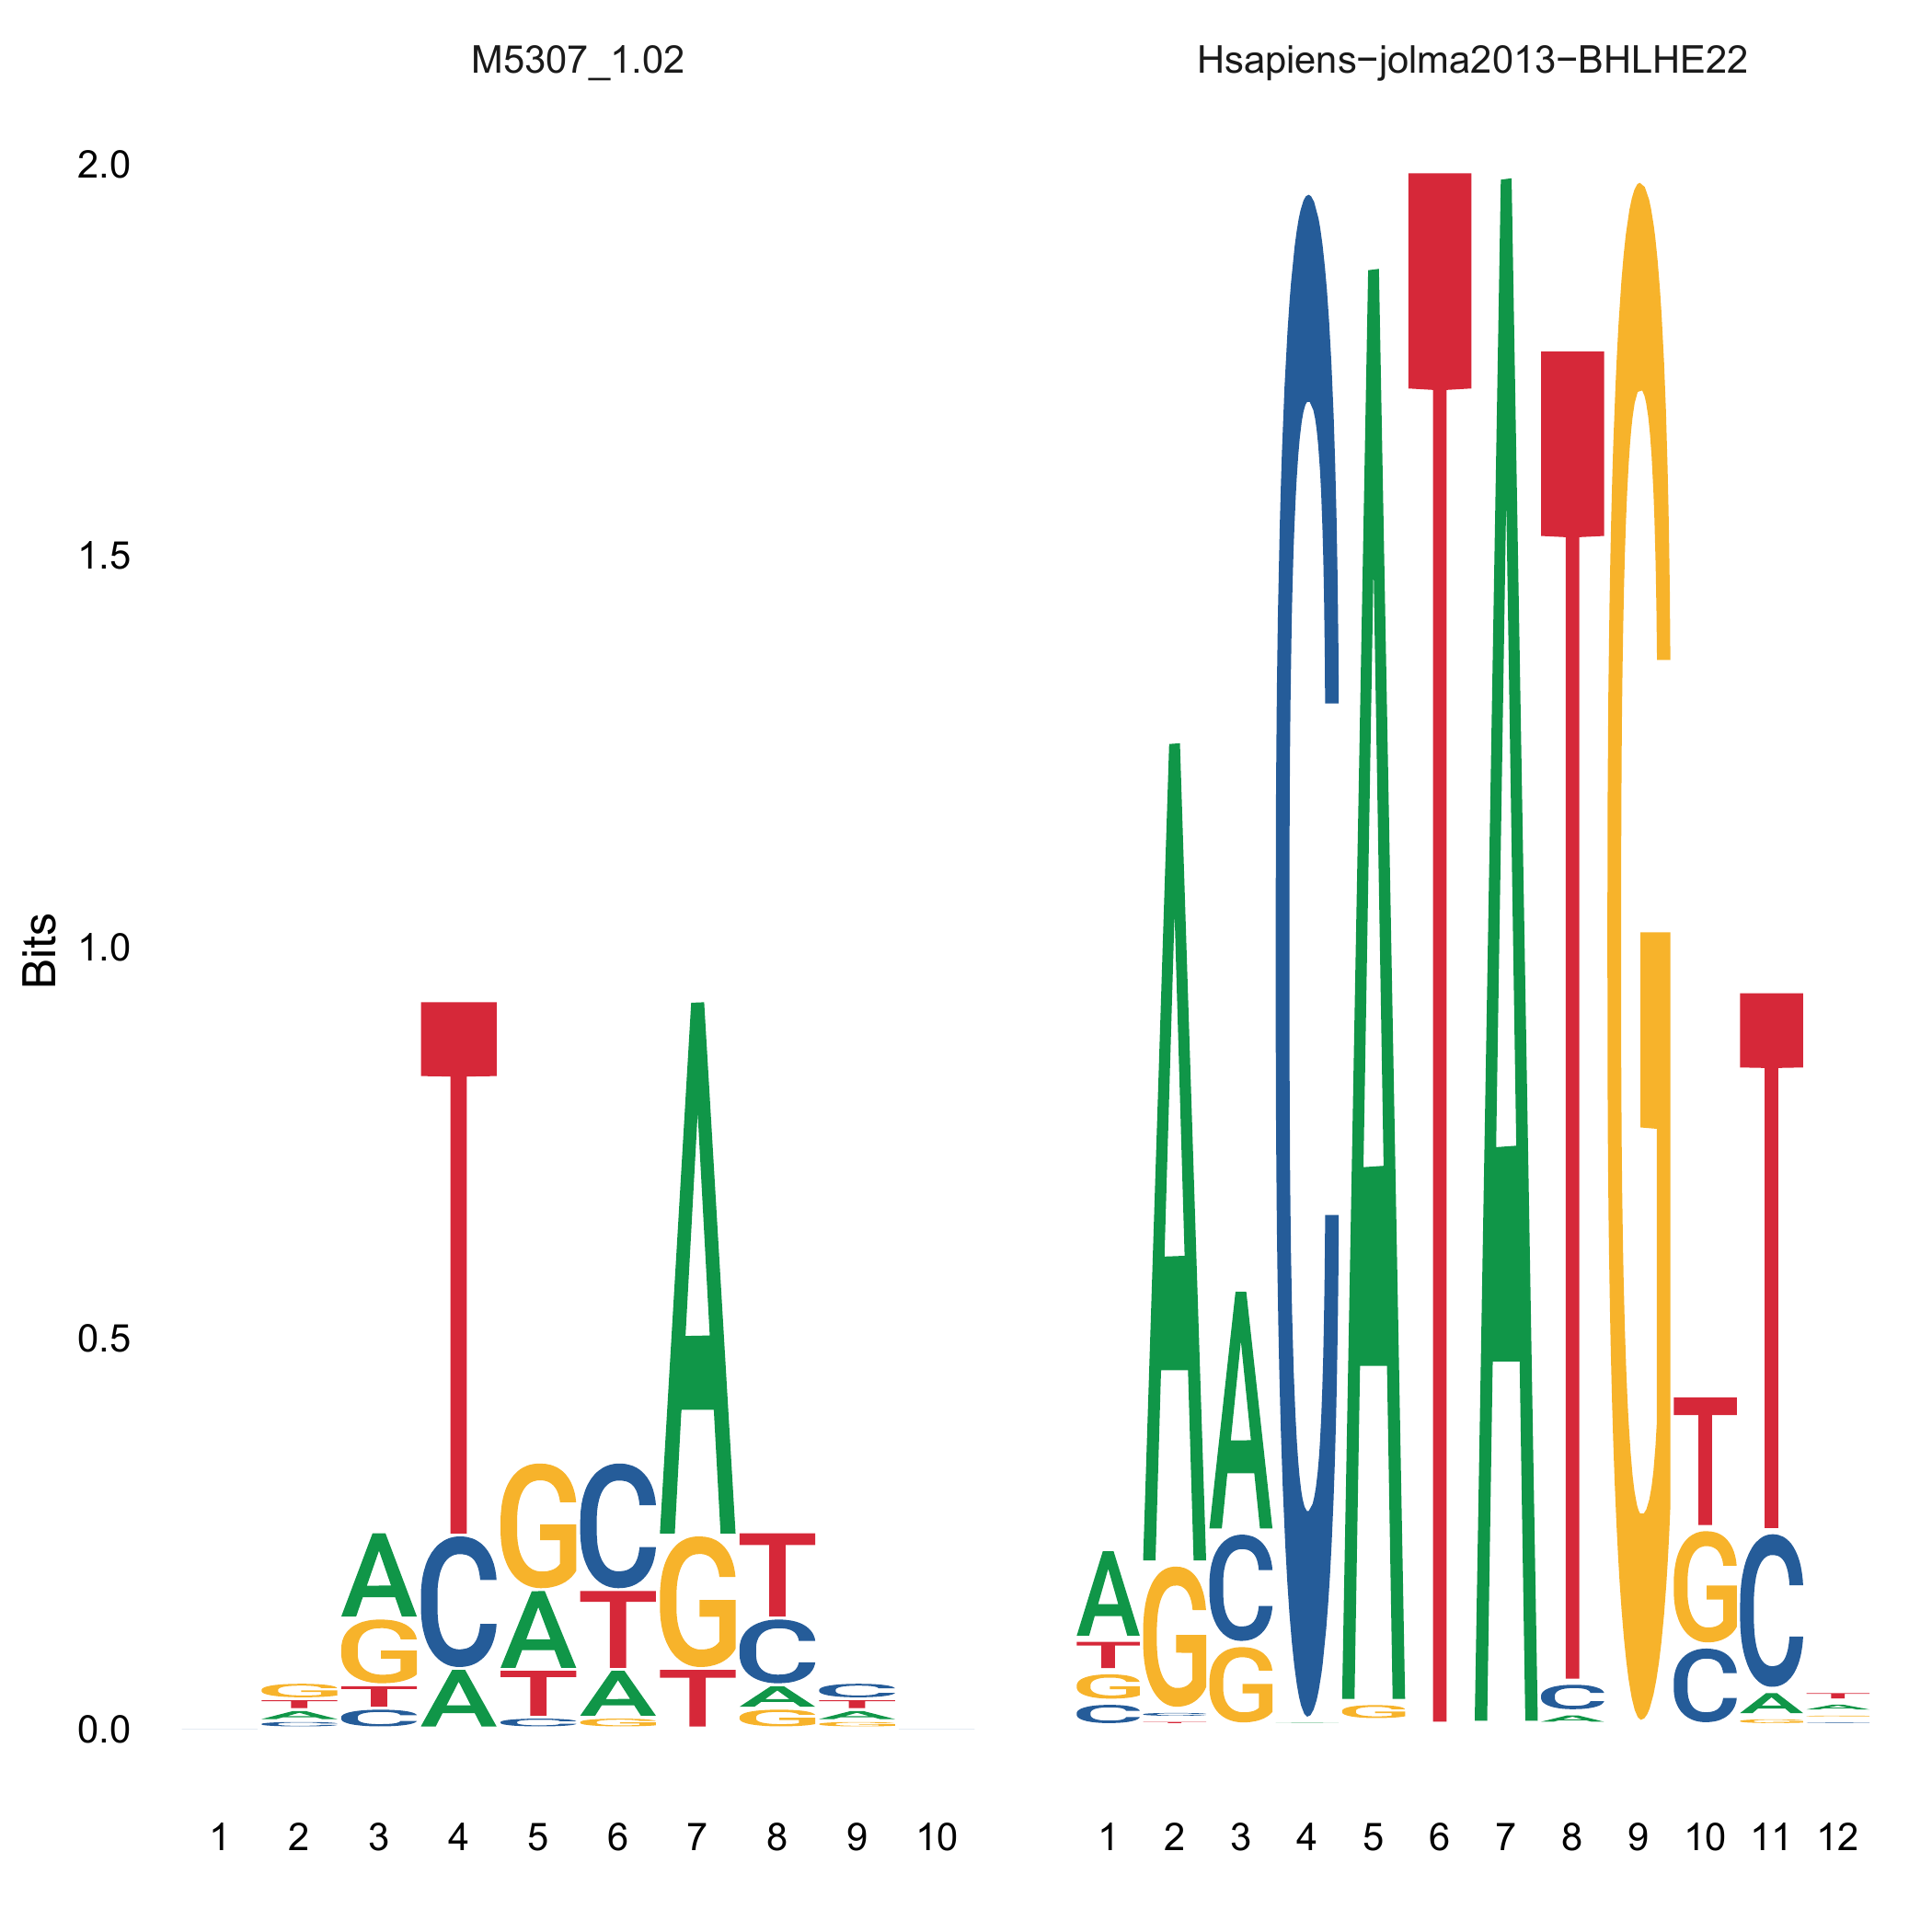 M5307_1.02
Hsapiens−jolma2013−BHLHE22
Bits
2.0
1.5
1.0
0.5
0.0
G T A C
A G T C
T C A
G A T C
C T A G
A G T
T C A G
C T A G
A T G C
A G C T
A C G
C
A G
T
A
T C A
G
T G C
T C A G
T A G C
1 2 3 4 5 6 7 8 9 10
1 2 3 4 5 6 7 8 9 10 11 12